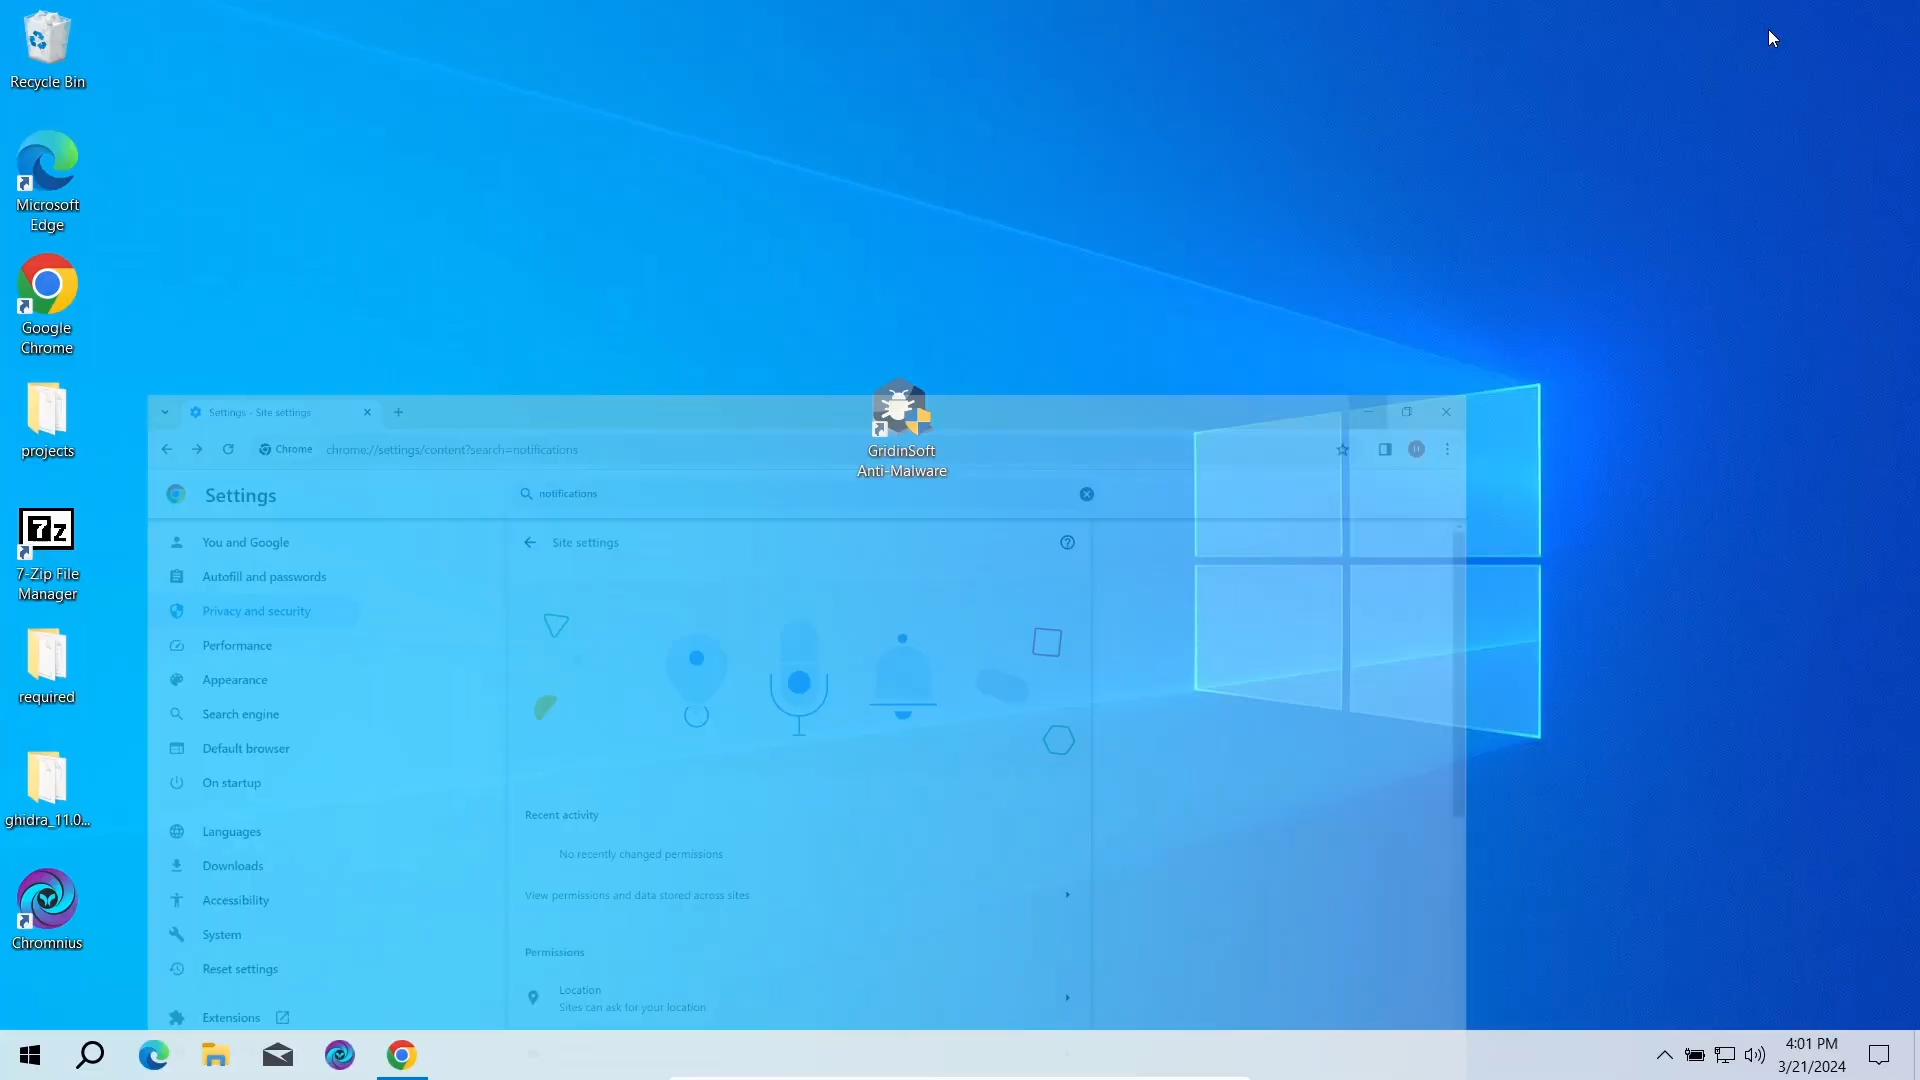 Recycle Bin
Microsoft
Edge
Google
Chrome
projects
7z
7-Zip File
Manager
required
ghidra_11.0...
Chromnius
GridinSoft
Anti-Malware
Settings - Site settings
Chrome
chrome://settings/content?search=notifications
Settings
notifications
You and Google
Autofill and passwords
Privacy and security
Performance
Appearance
Search engine
Default browser
On startup
Languages
Downloads
Accessibility
System
Reset settings
Extensions
Site settings
Recent activity
No recently changed permissions
View permissions and data stored across sites
Permissions
Location
Sites can ask for your location
4:01 PM
3/21/2024